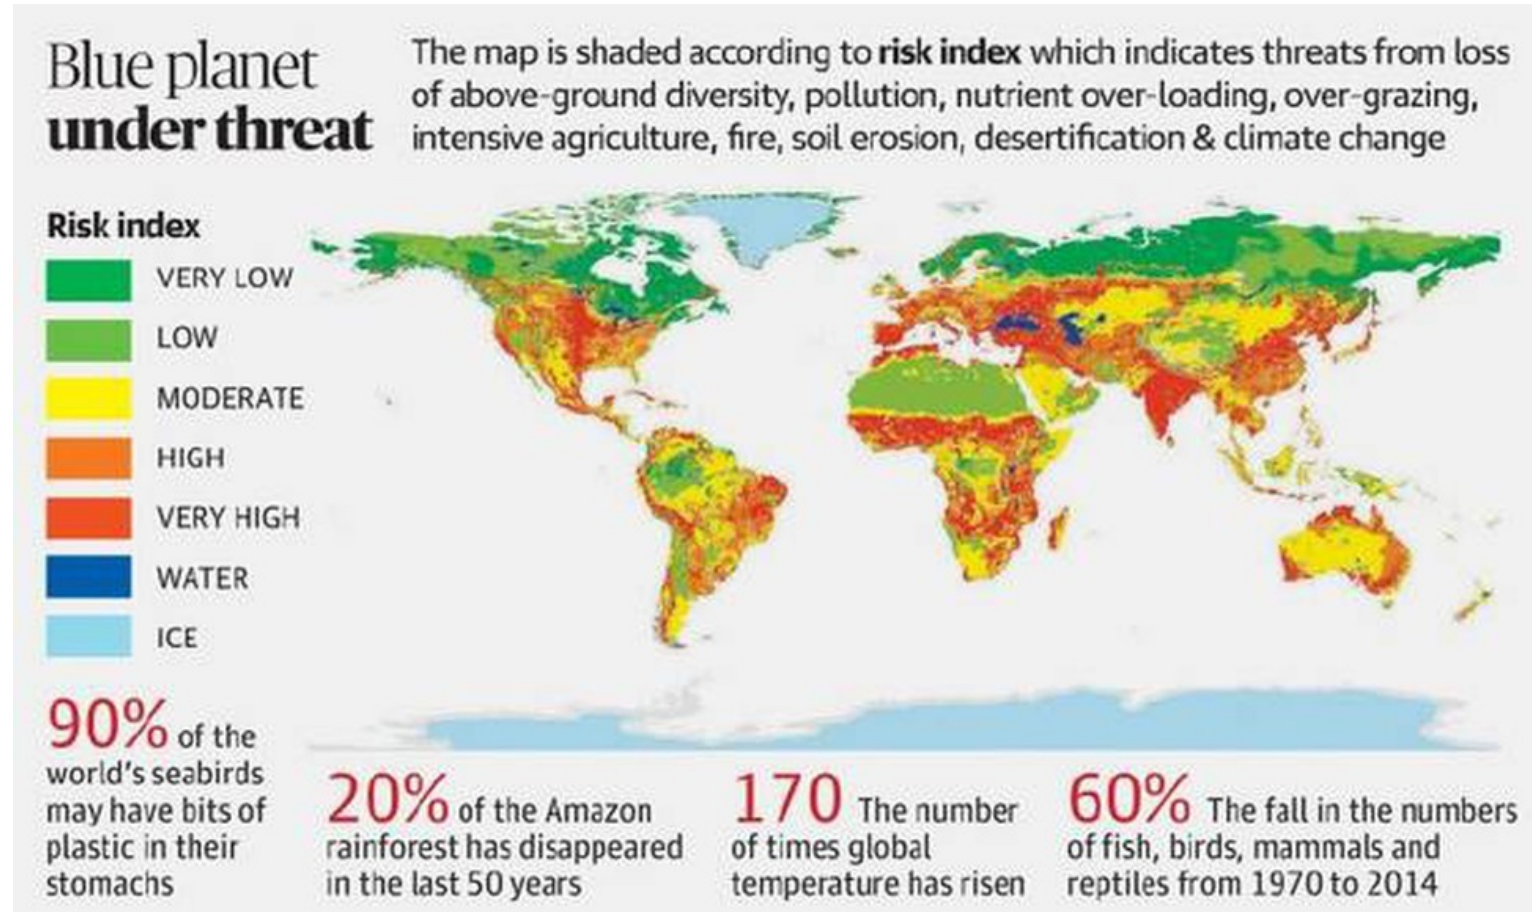 Blue planet
under threat
The map is shaded according to risk index which indicates threats from loss
of above-ground diversity, pollution, nutrient over-loading, over-grazing,
intensive agriculture, fire, soil erosion, desertification & climate change
Risk index
VERY LOW
LOW
MODERATE
HIGH
VERY HIGH
WATER
ICE
90% of the
world's seabirds
may have bits of
plastic in their
stomachs
20% of the Amazon
rainforest has disappeared
in the last 50 years
170 The number
of times global
temperature has risen
60% The fall in the numbers
of fish, birds, mammals and
reptiles from 1970 to 2014